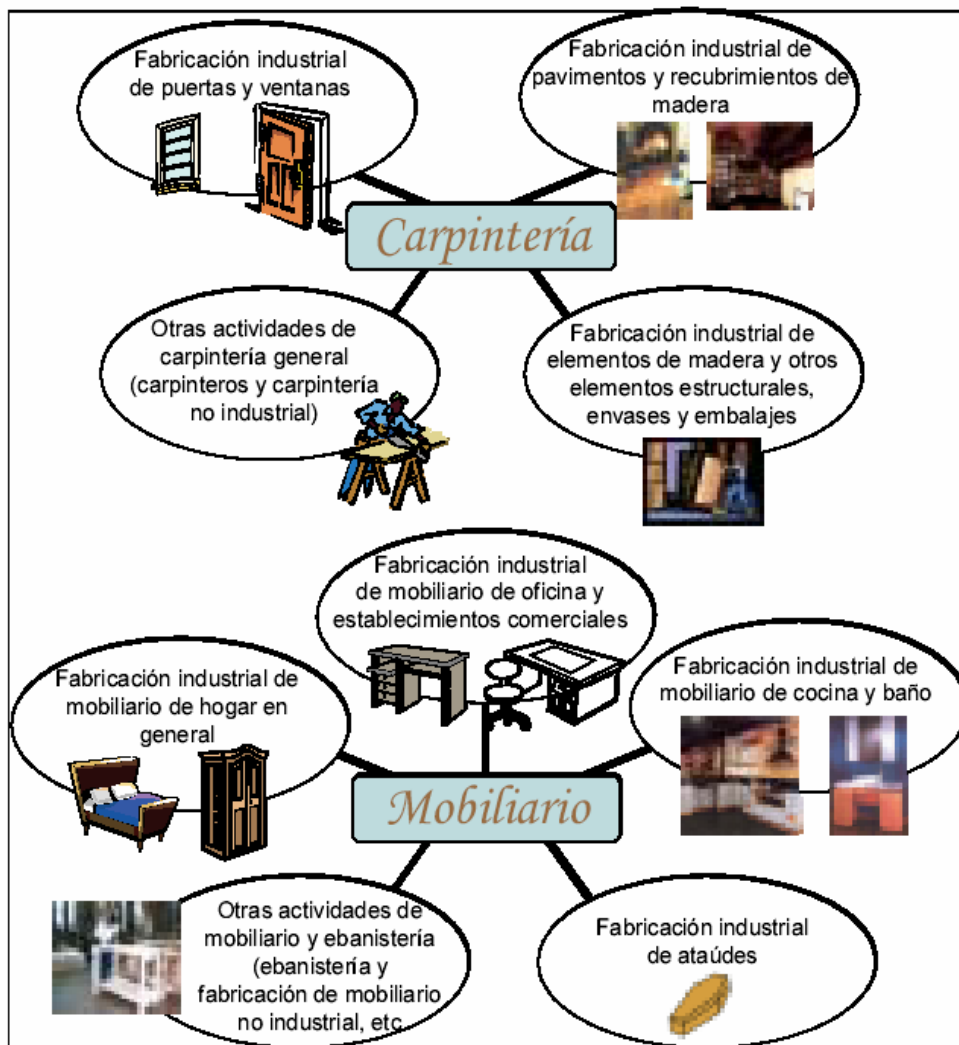 Fabricación industrial
de puertas y ventanas
Fabricación industrial de
pavimentos y recubrimientos de
madera
Carpintería
Otras actividades de
carpintería general
(carpinteros y carpintería
no industrial)
Fabricación industrial de
elementos de madera y otros
elementos estructurales,
envases y embalajes
Fabricación industrial
de mobiliario de oficina y
establecimientos comerciales
Fabricación industrial de
mobiliario de hogar en
general
Fabricación industrial de
mobiliario de cocina y baño
Mobiliario
Otras actividades de
mobiliario y ebanistería
(ebanistería y
fabricación de mobiliario
no industrial, etc
Fabricación industrial
de ataúdes